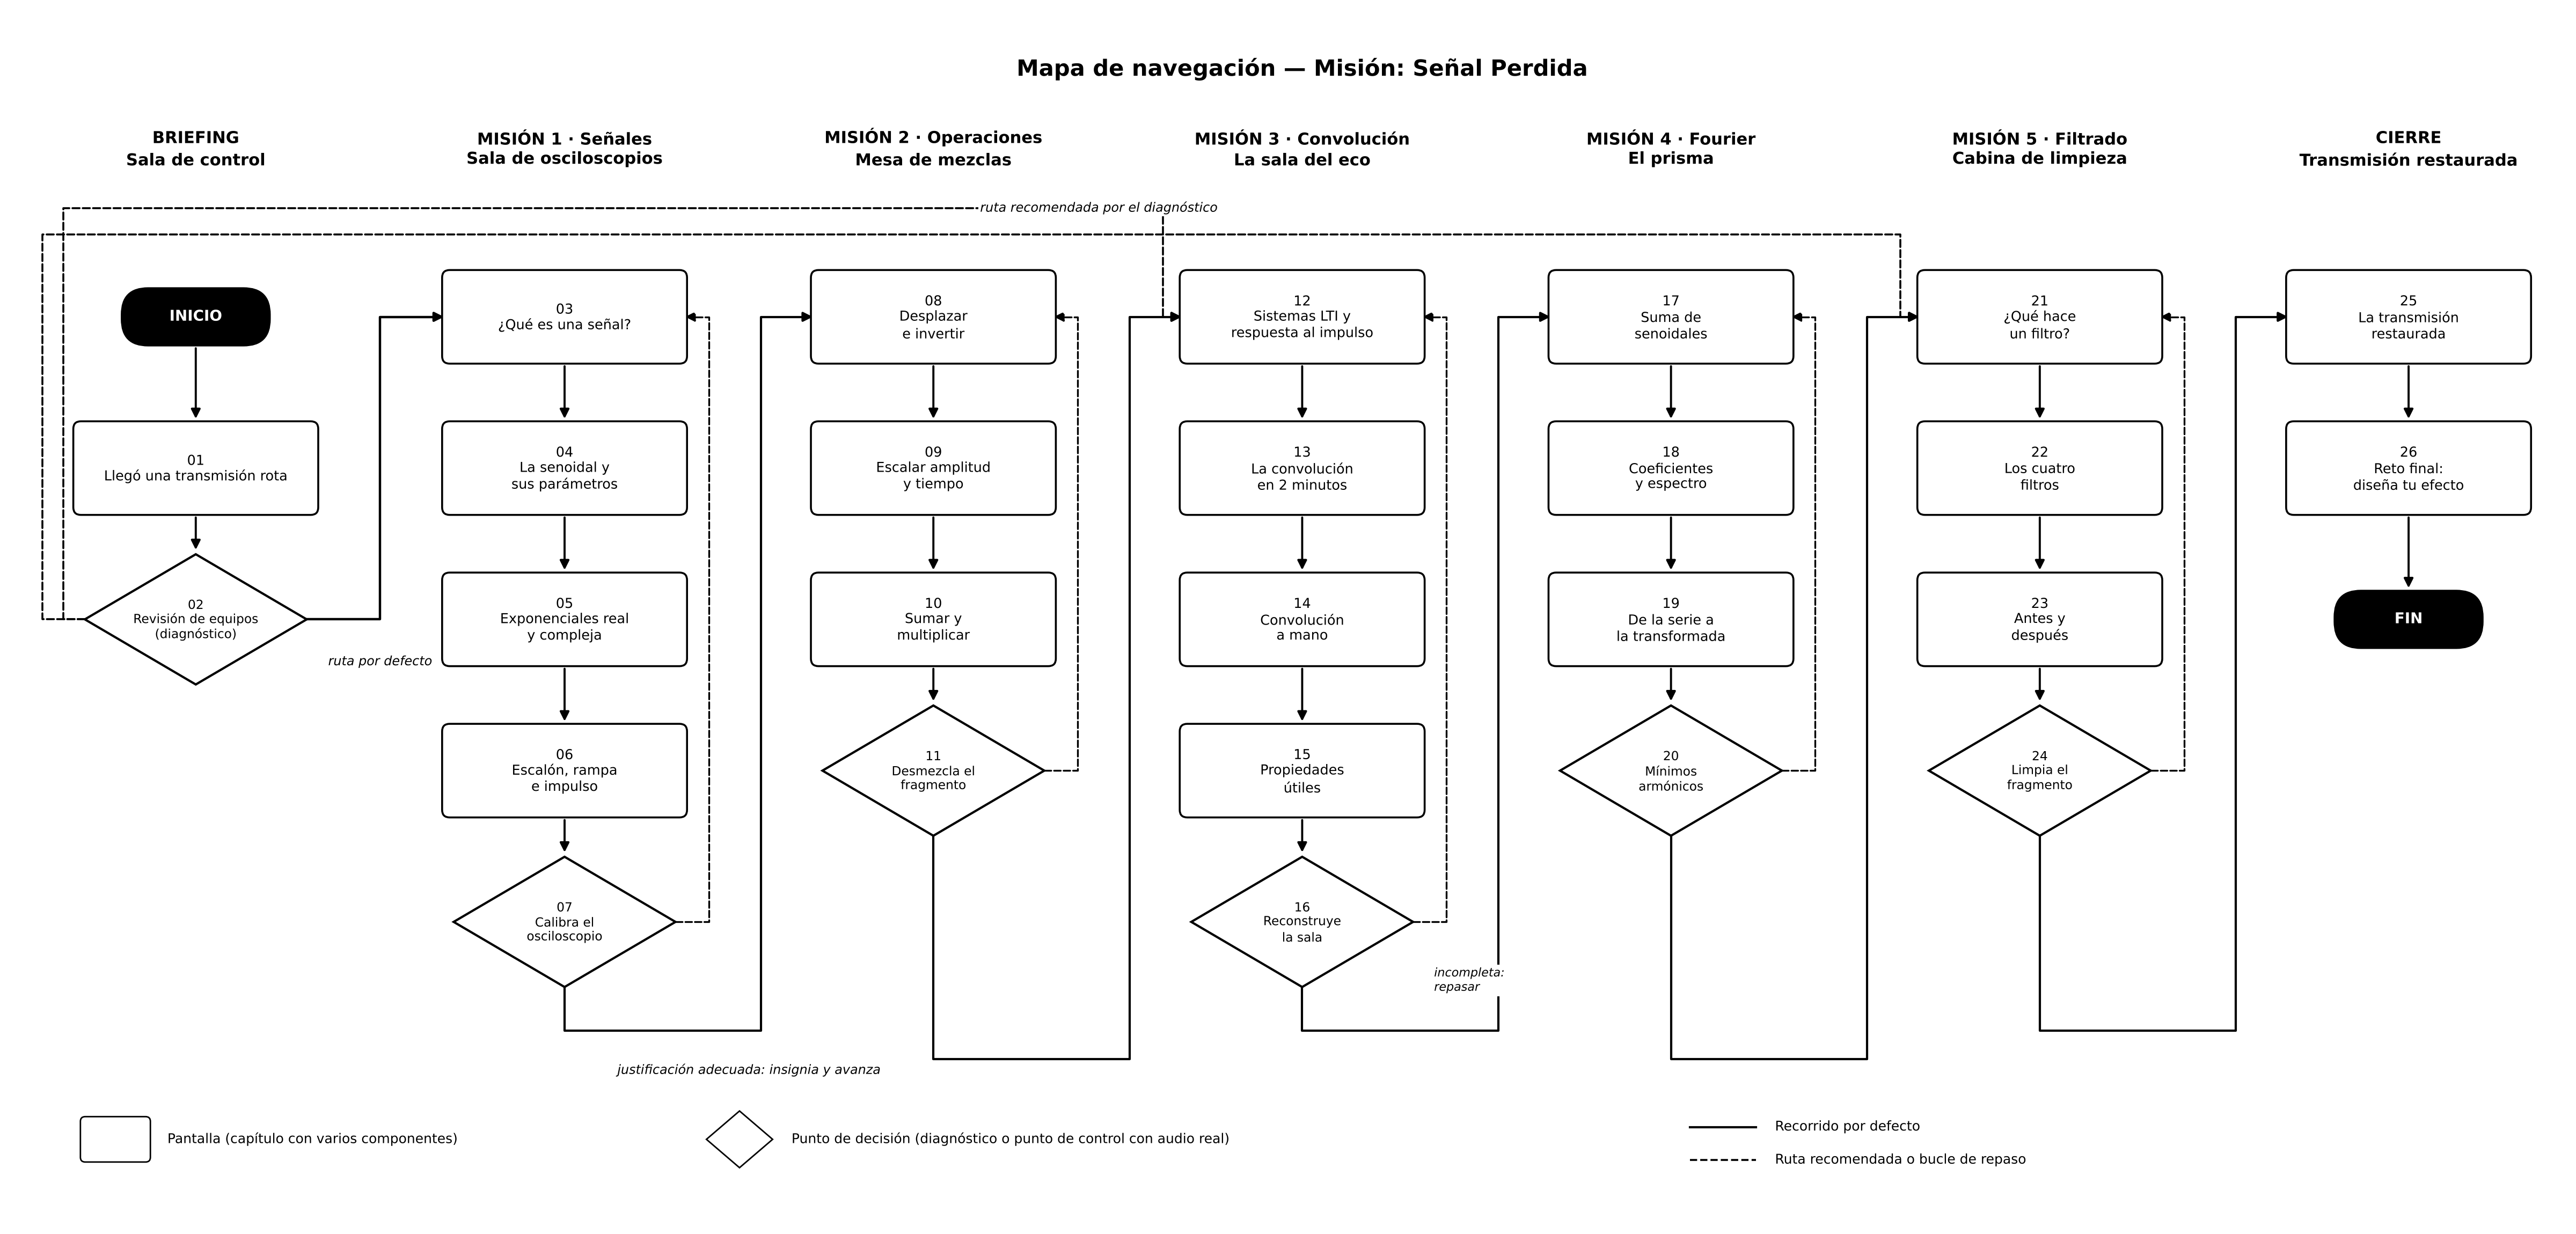 Mapa de navegación — Misión: Señal Perdida
BRIEFING
Sala de control
MISIÓN 1 · Señales
Sala de osciloscopios
MISIÓN 2 · Operaciones
Mesa de mezclas
MISIÓN 3 · Convolución
La sala del eco
MISIÓN 4 · Fourier
El prisma
MISIÓN 5 · Filtrado
Cabina de limpieza
CIERRE
Transmisión restaurada
ruta recomendada por el diagnóstico
INICIO
01
Llegó una transmisión rota
02
Revisión de equipos
(diagnóstico)
ruta por defecto
03
¿Qué es una señal?
04
La senoidal y
sus parámetros
05
Exponenciales real
y compleja
06
Escalón, rampa
e impulso
07
Calibra el
osciloscopio
08
Desplazar
e invertir
09
Escalar amplitud
y tiempo
10
Sumar y
multiplicar
11
Desmezcla el
fragmento
12
Sistemas LTI y
respuesta al impulso
13
La convolución
en 2 minutos
14
Convolución
a mano
15
Propiedades
útiles
16
Reconstruye
la sala
incompleta:
repasar
17
Suma de
senoidales
18
Coeficientes
y espectro
19
De la serie a
la transformada
20
Mínimos
armónicos
21
¿Qué hace
un filtro?
22
Los cuatro
filtros
23
Antes y
después
24
Limpia el
fragmento
25
La transmisión
restaurada
26
Reto final:
diseña tu efecto
FIN
justificación adecuada: insignia y avanza
Pantalla (capítulo con varios componentes)
Punto de decisión (diagnóstico o punto de control con audio real)
Recorrido por defecto
Ruta recomendada o bucle de repaso